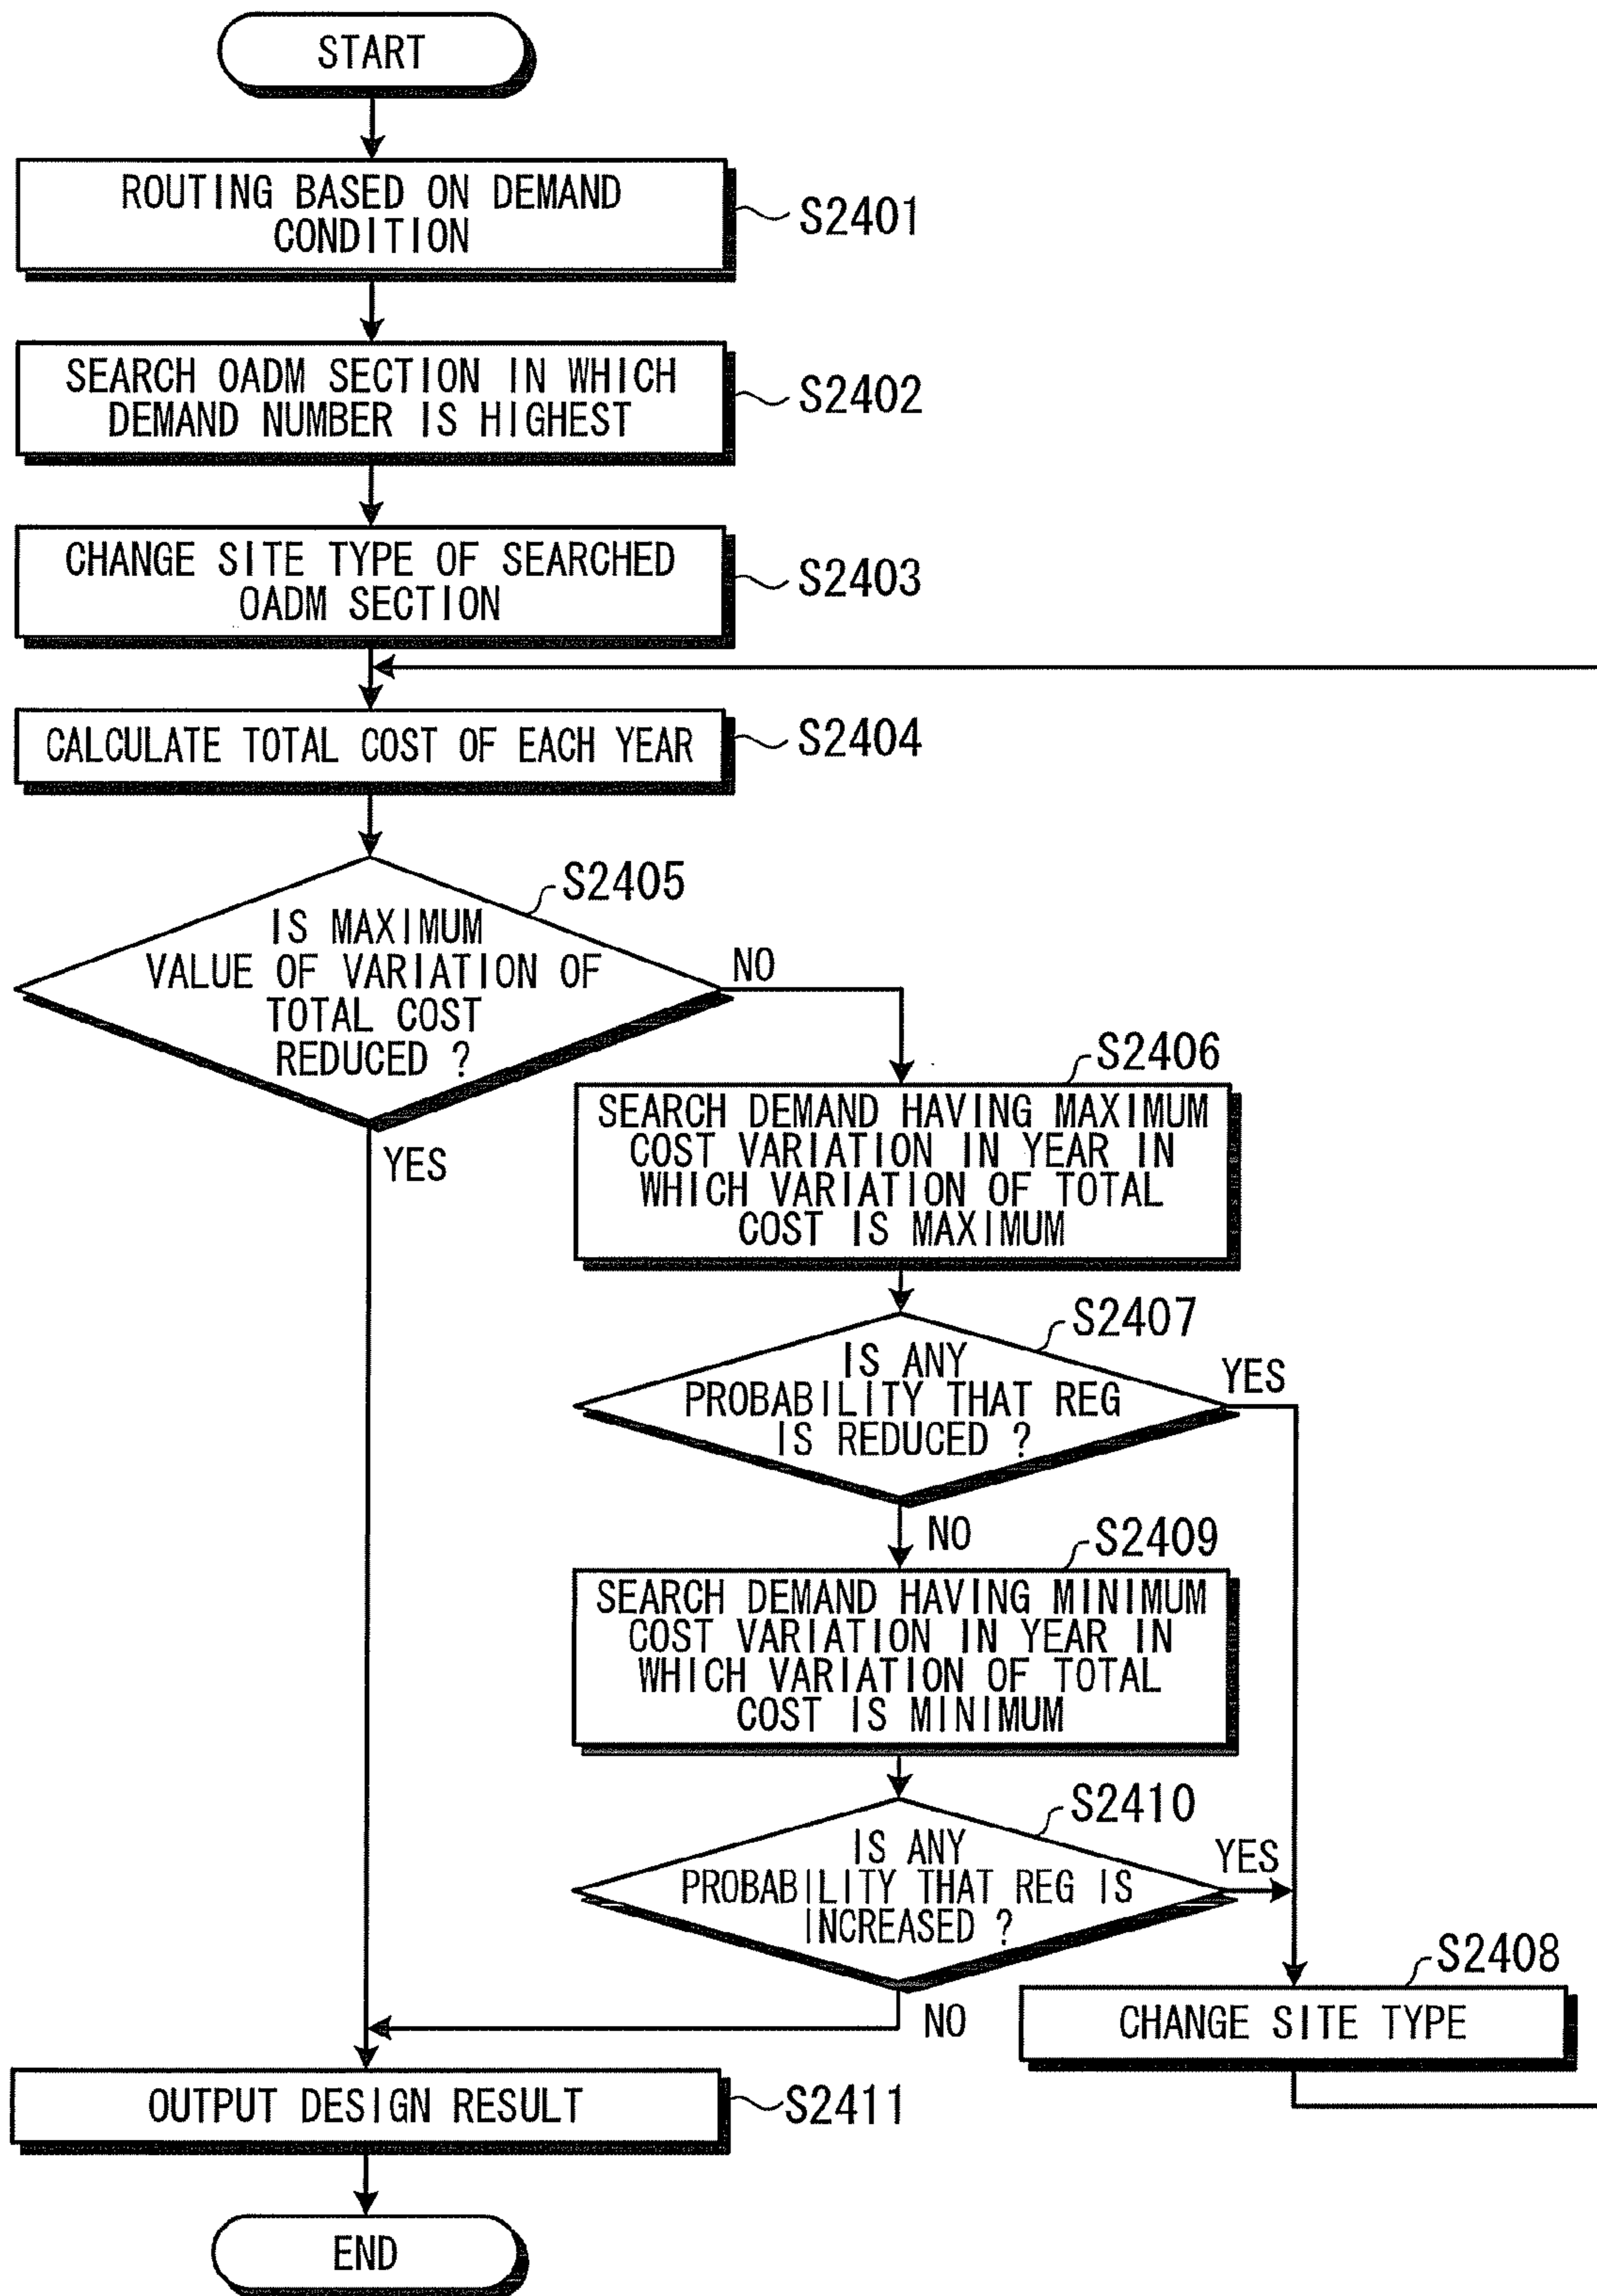 START
ROUTING BASED ON DEMAND
CONDITION
S2401
SEARCH OADM SECTION IN WHICH
DEMAND NUMBER IS HIGHEST
S2402
CHANGE SITE TYPE OF SEARCHED
OADM SECTION
S2403
CALCULATE TOTAL COST OF EACH YEAR
S2404
S2405
IS MAXIMUM
VALUE OF VARIATION OF
TOTAL COST
REDUCED ?
NO
YES
S2406
SEARCH DEMAND HAVING MAXIMUM
COST VARIATION IN YEAR IN
WHICH VARIATION OF TOTAL
COST IS MAXIMUM
S2407
IS ANY
PROBABILITY THAT REG
IS REDUCED ?
YES
NO
S2409
SEARCH DEMAND HAVING MINIMUM
COST VARIATION IN YEAR IN
WHICH VARIATION OF TOTAL
COST IS MINIMUM
S2410
IS ANY
PROBABILITY THAT REG IS
INCREASED ?
YES
NO
S2408
CHANGE SITE TYPE
OUTPUT DESIGN RESULT
S2411
END